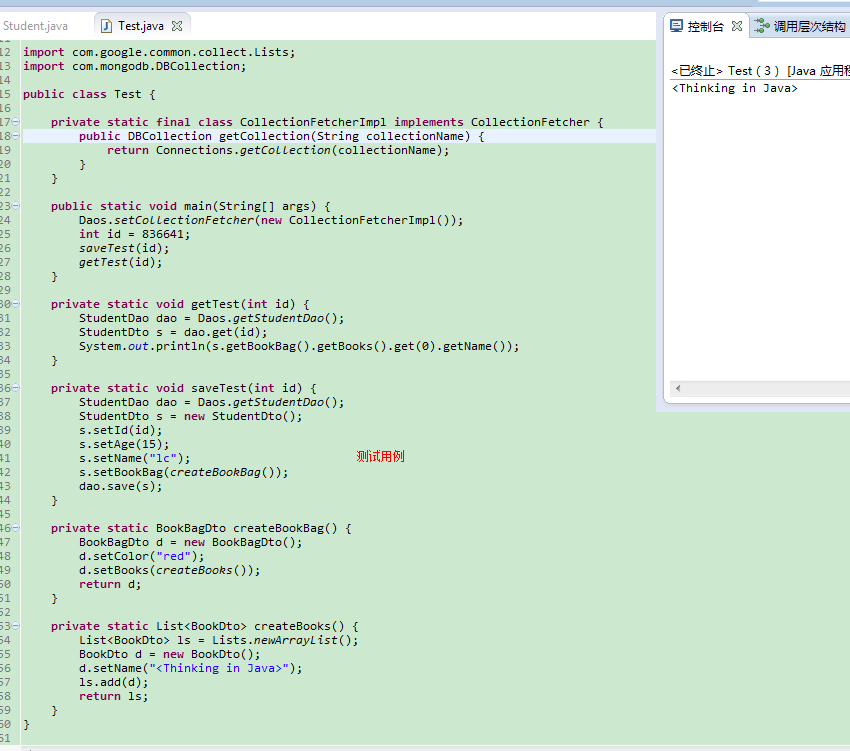 Student.java
Test.java
控制台
调用层次结构
<已终止> Test (3) [Java 应用程
<Thinking in Java>
12 import com.google.common.collect.Lists;
13 import com.mongodb.DBCollection;
14
15 public class Test {
16
17 private static final class CollectionFetcherImpl implements CollectionFetcher {
18 public DBCollection getCollection(String collectionName) {
19 return Connections.getCollection(collectionName);
20 }
21 }
22
23 public static void main(String[] args) {
24 Daos.setCollectionFetcher(new CollectionFetcherImpl());
25 int id = 836641;
26 saveTest(id);
27 getTest(id);
28 }
29
30 private static void getTest(int id) {
31 StudentDao dao = Daos.getStudentDao();
32 StudentDto s = dao.get(id);
33 System.out.println(s.getBookBag().getBooks().get(0).getName());
34 }
35
36 private static void saveTest(int id) {
37 StudentDao dao = Daos.getStudentDao();
38 StudentDto s = new StudentDto();
39 s.setId(id);
40 s.setAge(15);
41 s.setName("lc");
测试用例
42 s.setBookBag(createBookBag());
43 dao.save(s);
44 }
45
46 private static BookBagDto createBookBag() {
47 BookBagDto d = new BookBagDto();
48 d.setColor("red");
49 d.setBooks(createBooks());
50 return d;
51 }
52
53 private static List<BookDto> createBooks() {
54 List<BookDto> ls = Lists.newArrayList();
55 BookDto d = new BookDto();
56 d.setName("<Thinking in Java>");
57 ls.add(d);
58 return ls;
59 }
60 }
61